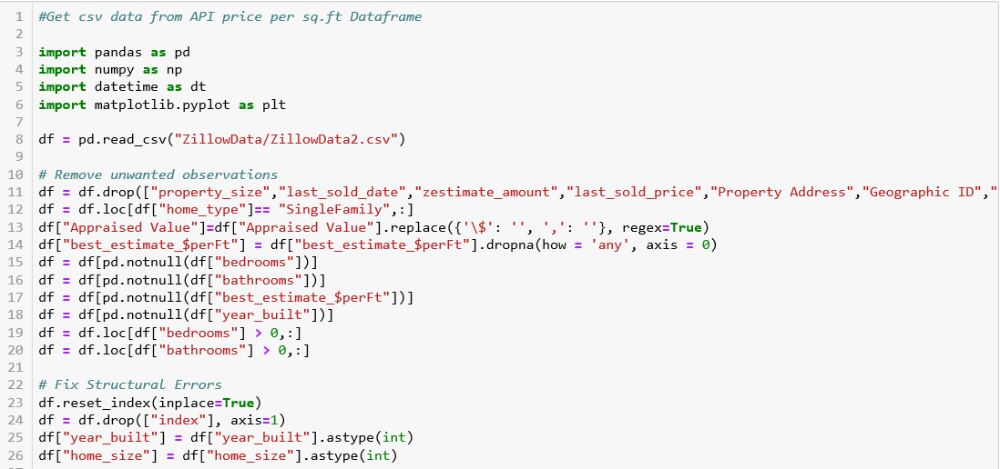 1 #Get csv data from API price per sq.ft Dataframe
2
3 import pandas as pd
4 import numpy as np
5 import datetime as dt
6 import matplotlib.pyplot as plt
7
8 df = pd.read_csv("ZillowData/ZillowData2.csv")
9
10 # Remove unwanted observations
11 df = df.drop(["property_size","last_sold_date","zestimate_amount","last_sold_price","Property Address","Geographic ID","
12 df = df.loc[df["home_type"]== "SingleFamily",:]
13 df["Appraised Value"]=df["Appraised Value"].replace({'\$': '', ',': ''}, regex=True)
14 df["best_estimate_$perFt"] = df["best_estimate_$perFt"].dropna(how = 'any', axis = 0)
15 df = df[pd.notnull(df["bedrooms"])]
16 df = df[pd.notnull(df["bathrooms"])]
17 df = df[pd.notnull(df["best_estimate_$perFt"])]
18 df = df[pd.notnull(df["year_built"])]
19 df = df.loc[df["bedrooms"] > 0,:]
20 df = df.loc[df["bathrooms"] > 0,:]
21
22 # Fix Structural Errors
23 df.reset_index(inplace=True)
24 df = df.drop(["index"], axis=1)
25 df["year_built"] = df["year_built"].astype(int)
26 df["home_size"] = df["home_size"].astype(int)